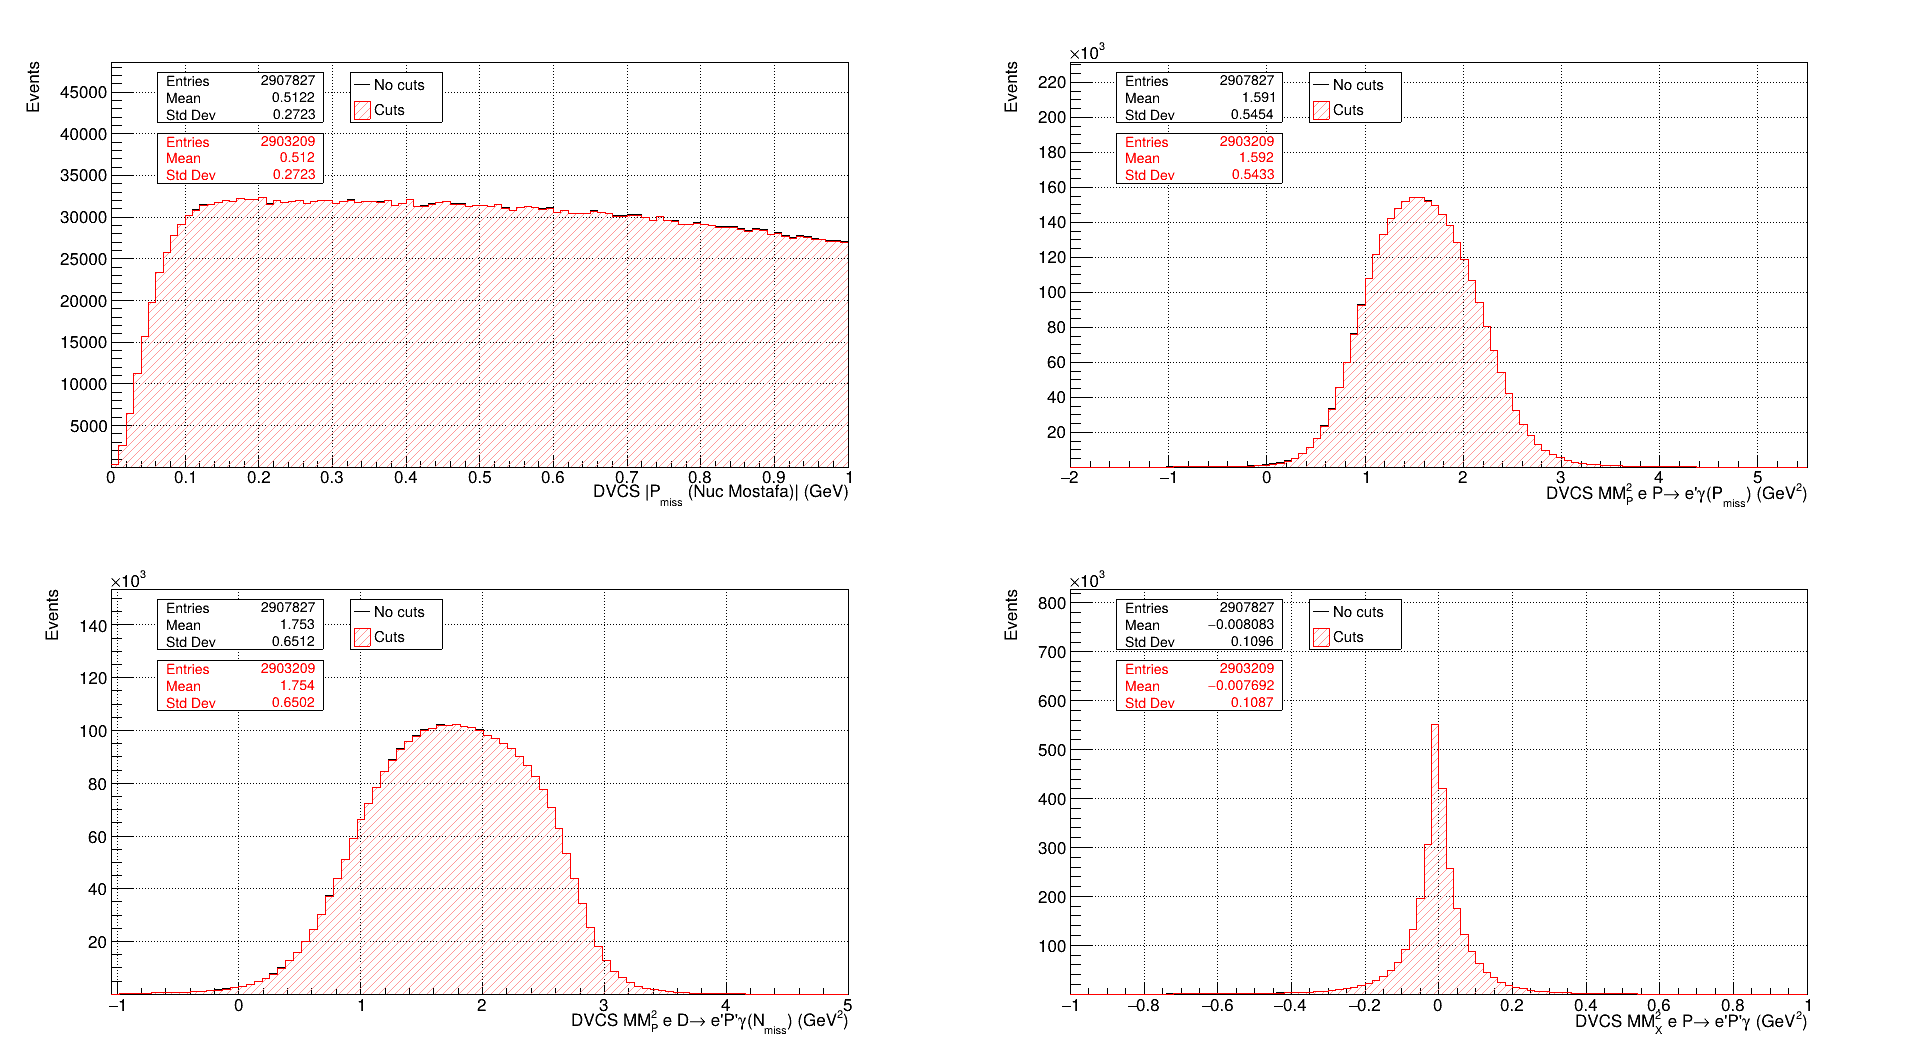 Events
Entries 2907827
Mean 0.5122
Std Dev 0.2723
Entries 2903209
Mean 0.512
Std Dev 0.2723
No cuts
Cuts
45000
40000
35000
30000
25000
20000
15000
10000
5000
0 0.1 0.2 0.3 0.4 0.5 0.6 0.7 0.8 0.9 1
DVCS |P_miss (Nuc Mostafa)| (GeV)
×10³
Events
Entries 2907827
Mean 1.591
Std Dev 0.5454
Entries 2903209
Mean 1.592
Std Dev 0.5433
No cuts
Cuts
220
200
180
160
140
120
100
80
60
40
20
−2 −1 0 1 2 3 4 5
DVCS MM²_P e P→ e'γ(P_miss) (GeV²)
×10³
Events
Entries 2907827
Mean 1.753
Std Dev 0.6512
Entries 2903209
Mean 1.754
Std Dev 0.6502
No cuts
Cuts
140
120
100
80
60
40
20
−1 0 1 2 3 4 5
DVCS MM²_P e D→ e'P'γ(N_miss) (GeV²)
×10³
Events
Entries 2907827
Mean −0.008083
Std Dev 0.1096
Entries 2903209
Mean −0.007692
Std Dev 0.1087
No cuts
Cuts
800
700
600
500
400
300
200
100
−1 −0.8 −0.6 −0.4 −0.2 0 0.2 0.4 0.6 0.8 1
DVCS MM²_X e P→ e'P'γ (GeV²)